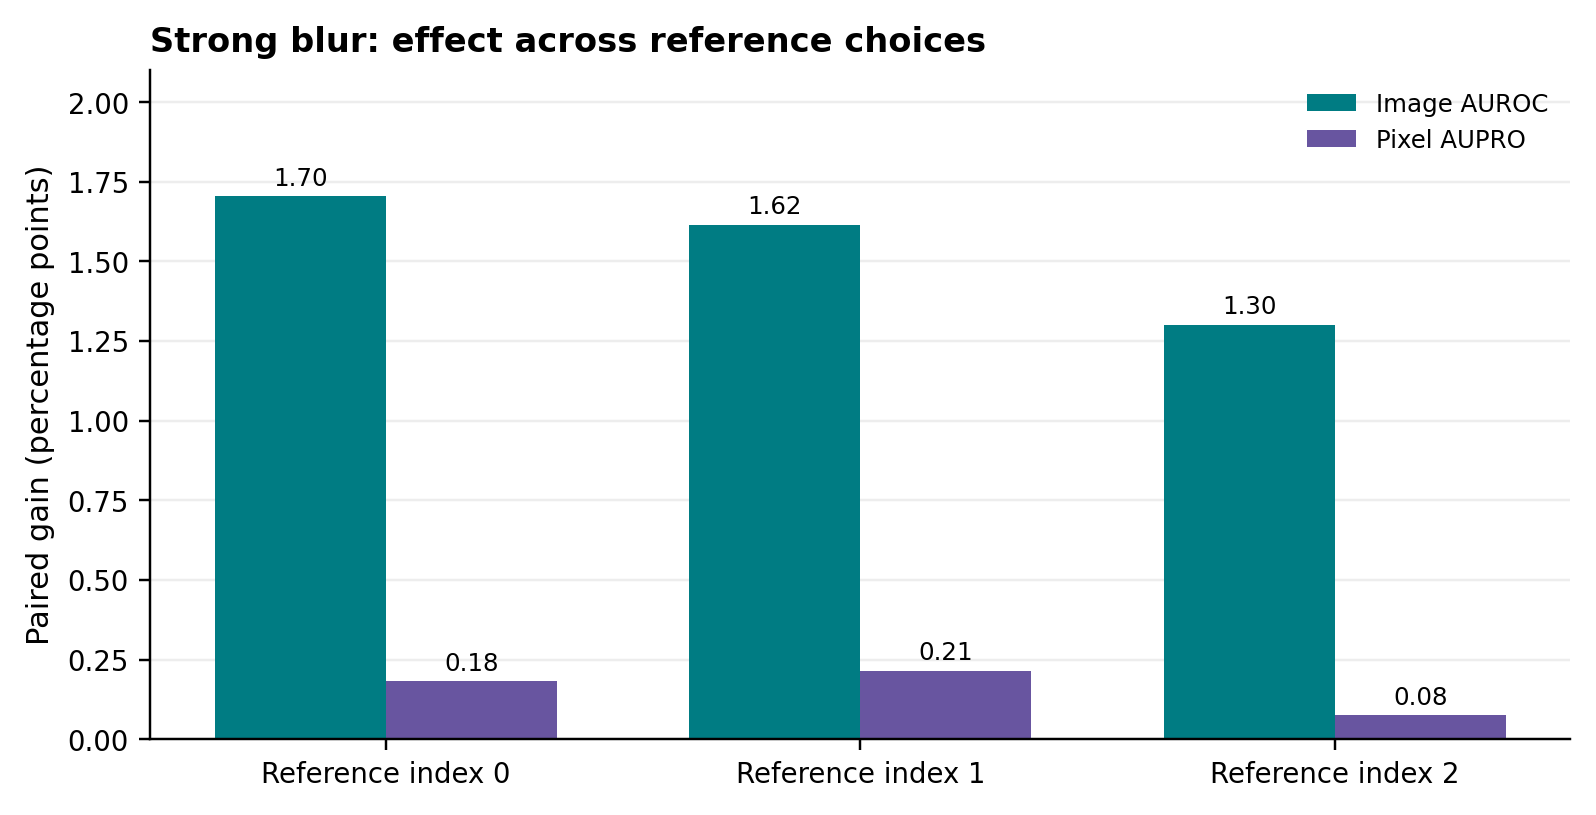 Strong blur: effect across reference choices
Image AUROC
Pixel AUPRO
Paired gain (percentage points)
2.00
1.75
1.50
1.25
1.00
0.75
0.50
0.25
0.00
1.70
0.18
1.62
0.21
1.30
0.08
Reference index 0
Reference index 1
Reference index 2